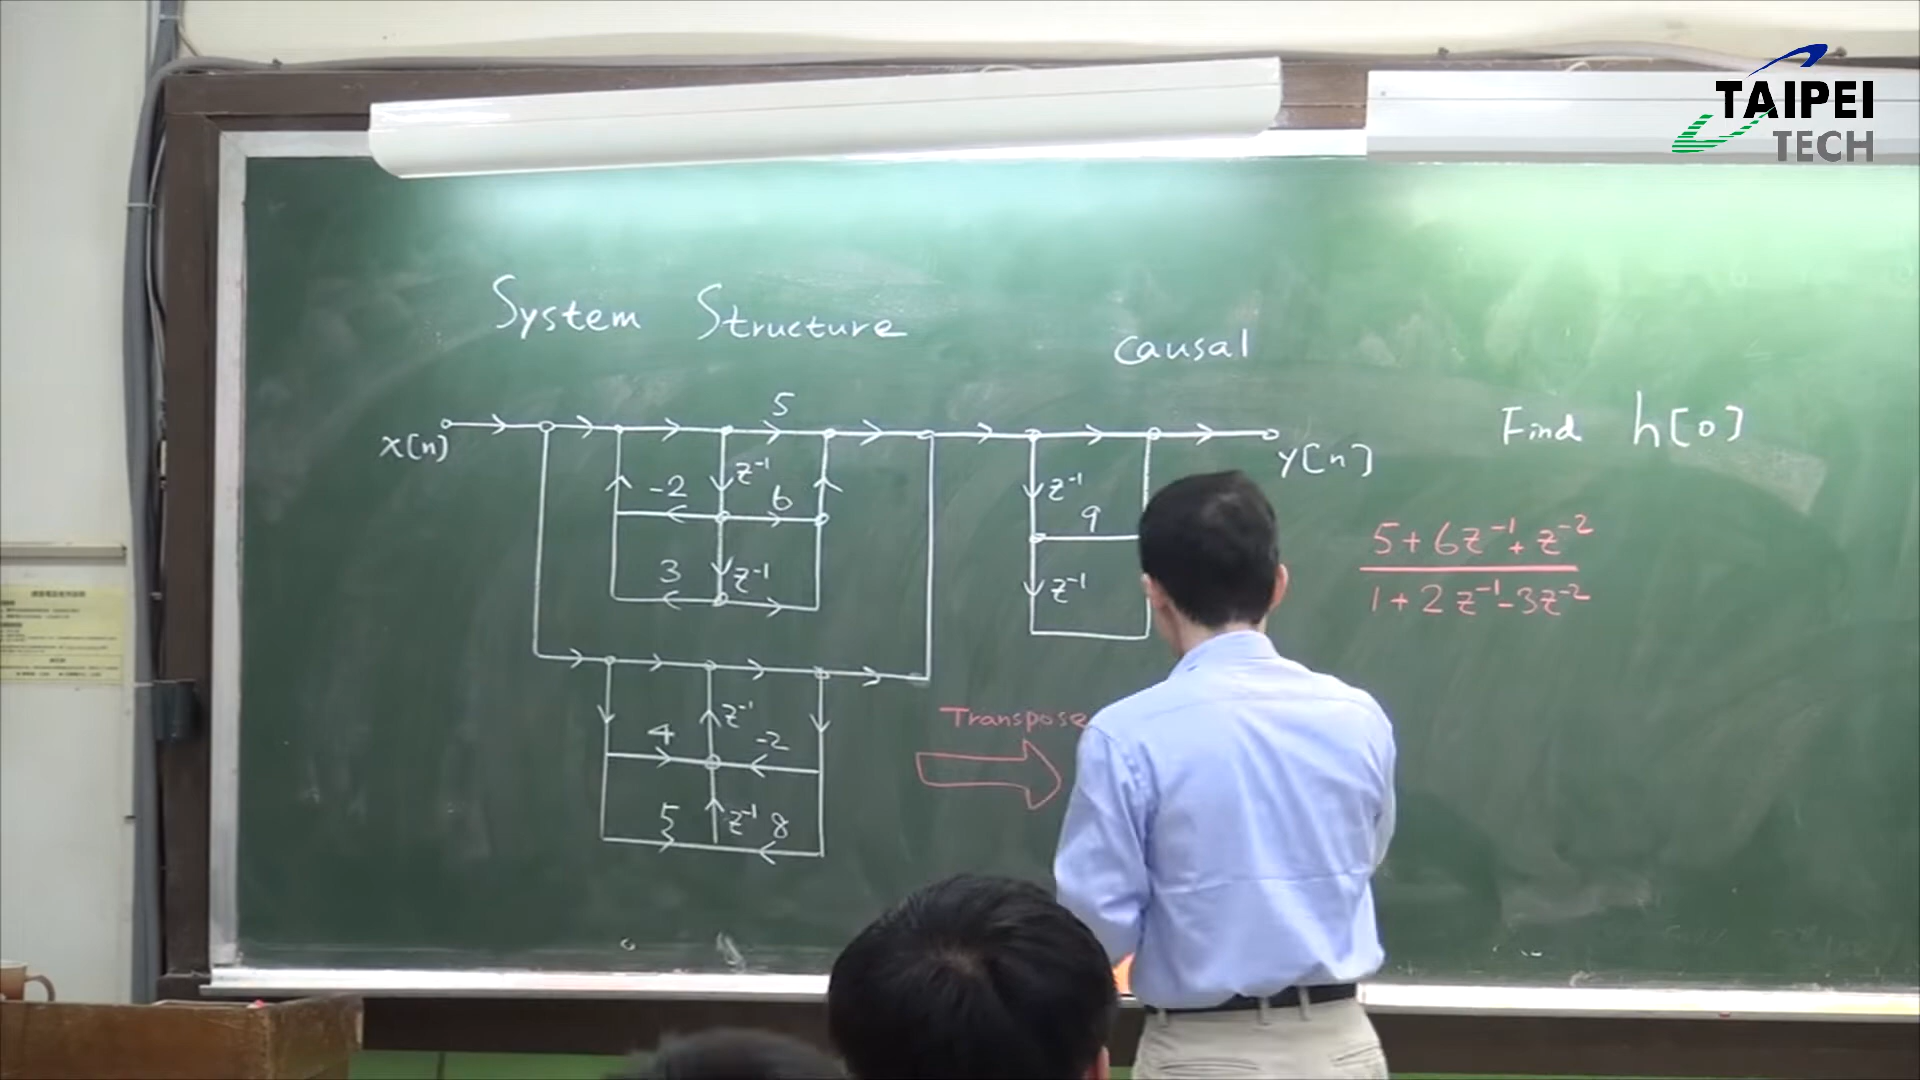 TAIPEI
TECH
System Structure
causal
Find h[0]
x[n]
5
y[n]
-2
z⁻¹
6
3
z⁻¹
z⁻¹
9
z⁻¹
5+6z⁻¹+z⁻²
1+2z⁻¹-3z⁻²
4
z⁻¹
-2
5
z⁻¹
8
Transpose